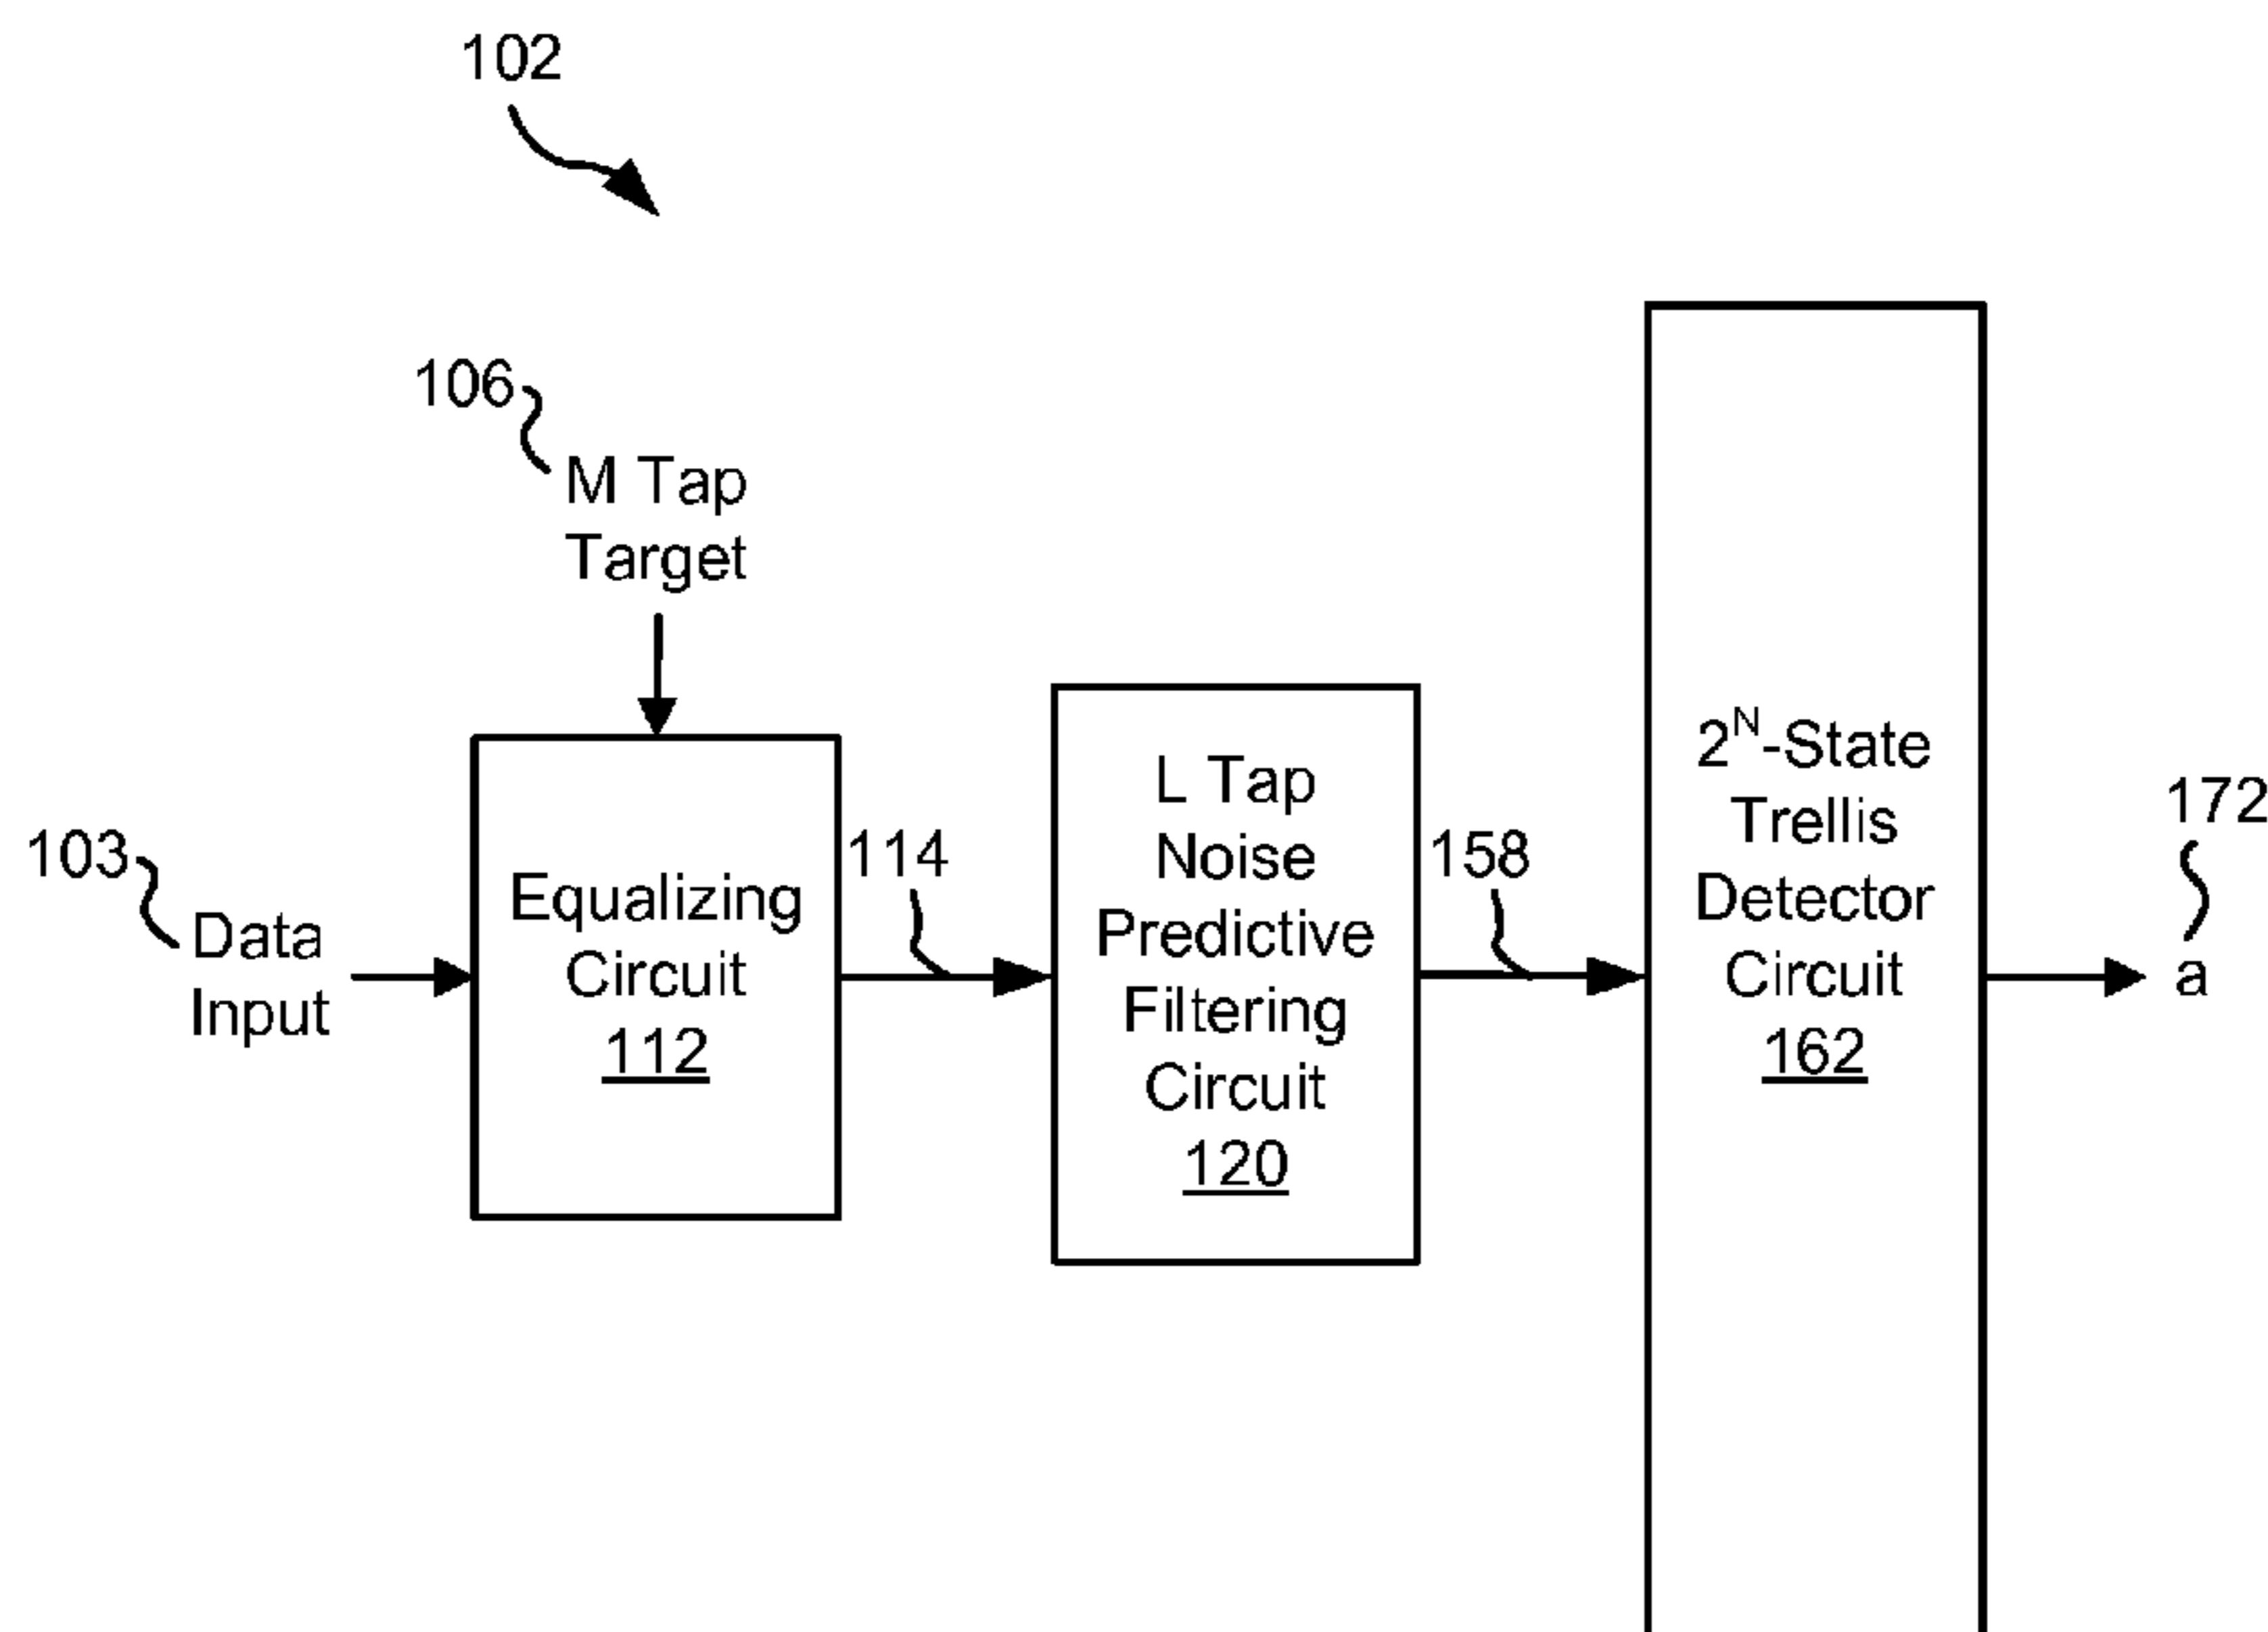 102
106
M Tap
Target
103
Data
Input
Equalizing
Circuit
112
114
L Tap
Noise
Predictive
Filtering
Circuit
120
158
2^N-State
Trellis
Detector
Circuit
162
172
a